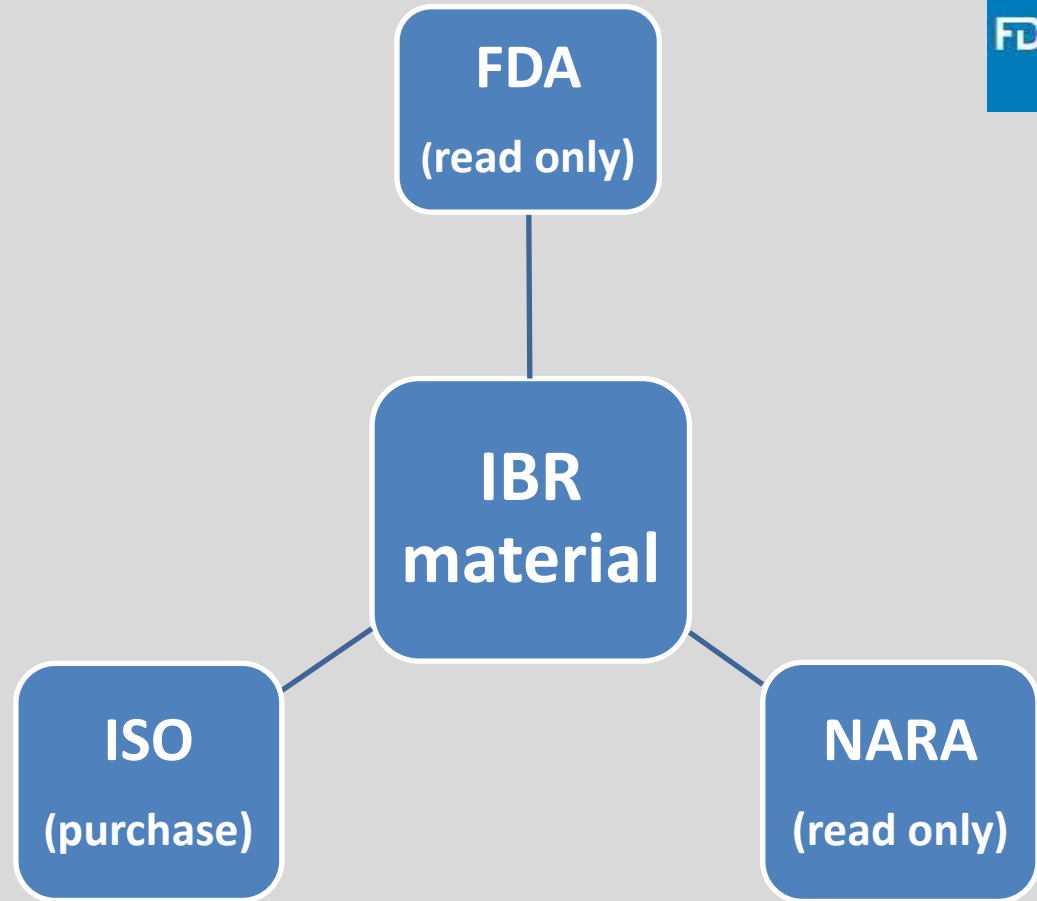 FDA
(read only)
IBR
material
ISO
(purchase)
NARA
(read only)